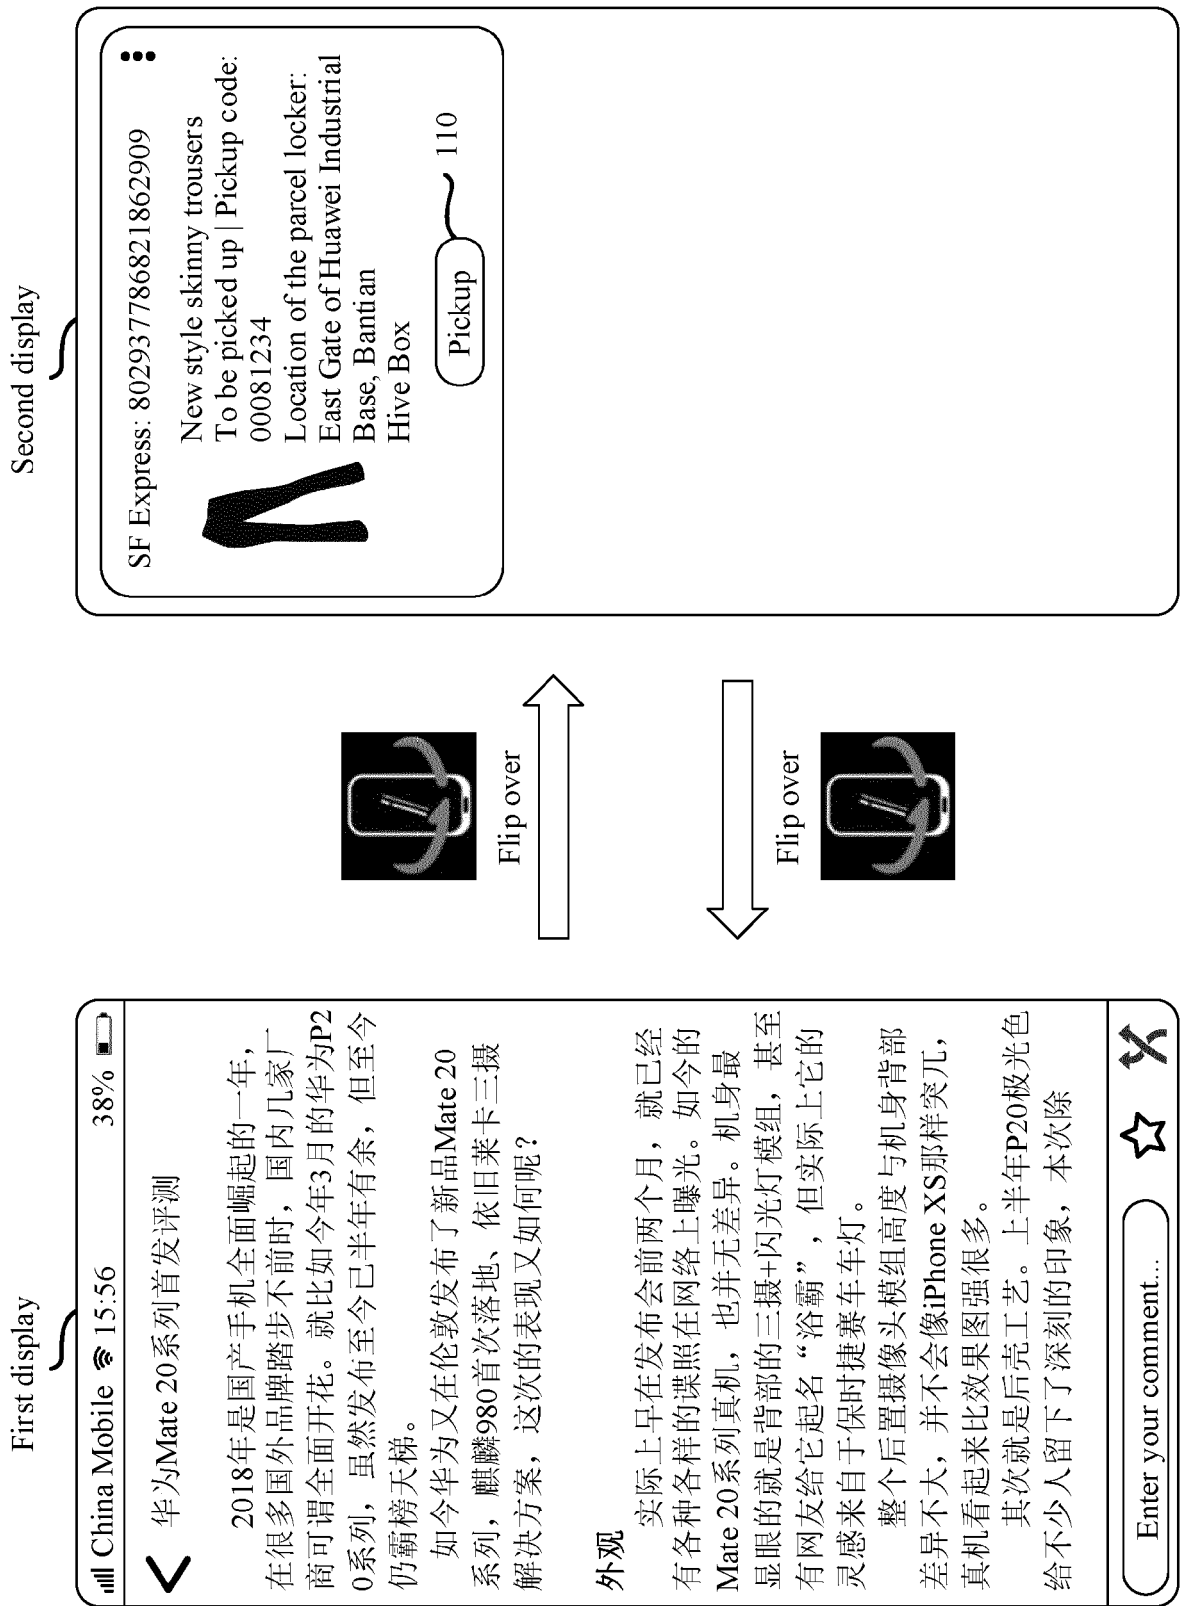 First display
China Mobile 15:56 38%
华为Mate 20系列首发评测
2018年是国产手机全面崛起的一年，
在很多国外品牌踏步不前时，国内几家厂
商可谓全面开花。就比如今年3月的华为P2
0系列，虽然发布至今已半年有余，但至今
仍霸榜天梯。
如今华为又在伦敦发布了新品Mate 20
系列，麒麟980首次落地、依旧莱卡三摄
解决方案，这次的表现又如何呢？
外观
实际上早在发布会前两个月，就已经
有各种各样的谍照在网络上曝光。如今的
Mate 20系列真机，也并无差异。机身最
显眼的就是背部的三摄+闪光灯模组，甚至
有网友给它起名“浴霸”，但实际上它的
灵感来自于保时捷赛车车灯。
整个后置摄像头模组高度与机身背部
差异不大，并不会像iPhone XS那样突兀，
真机看起来比效果图强很多。
其次就是后壳工艺。上半年P20极光色
给不少人留下了深刻的印象，本次除
Enter your comment...
Flip over
Flip over
Second display
SF Express: 802937786821862909
New style skinny trousers
To be picked up | Pickup code:
00081234
Location of the parcel locker:
East Gate of Huawei Industrial
Base, Bantian
Hive Box
Pickup
110